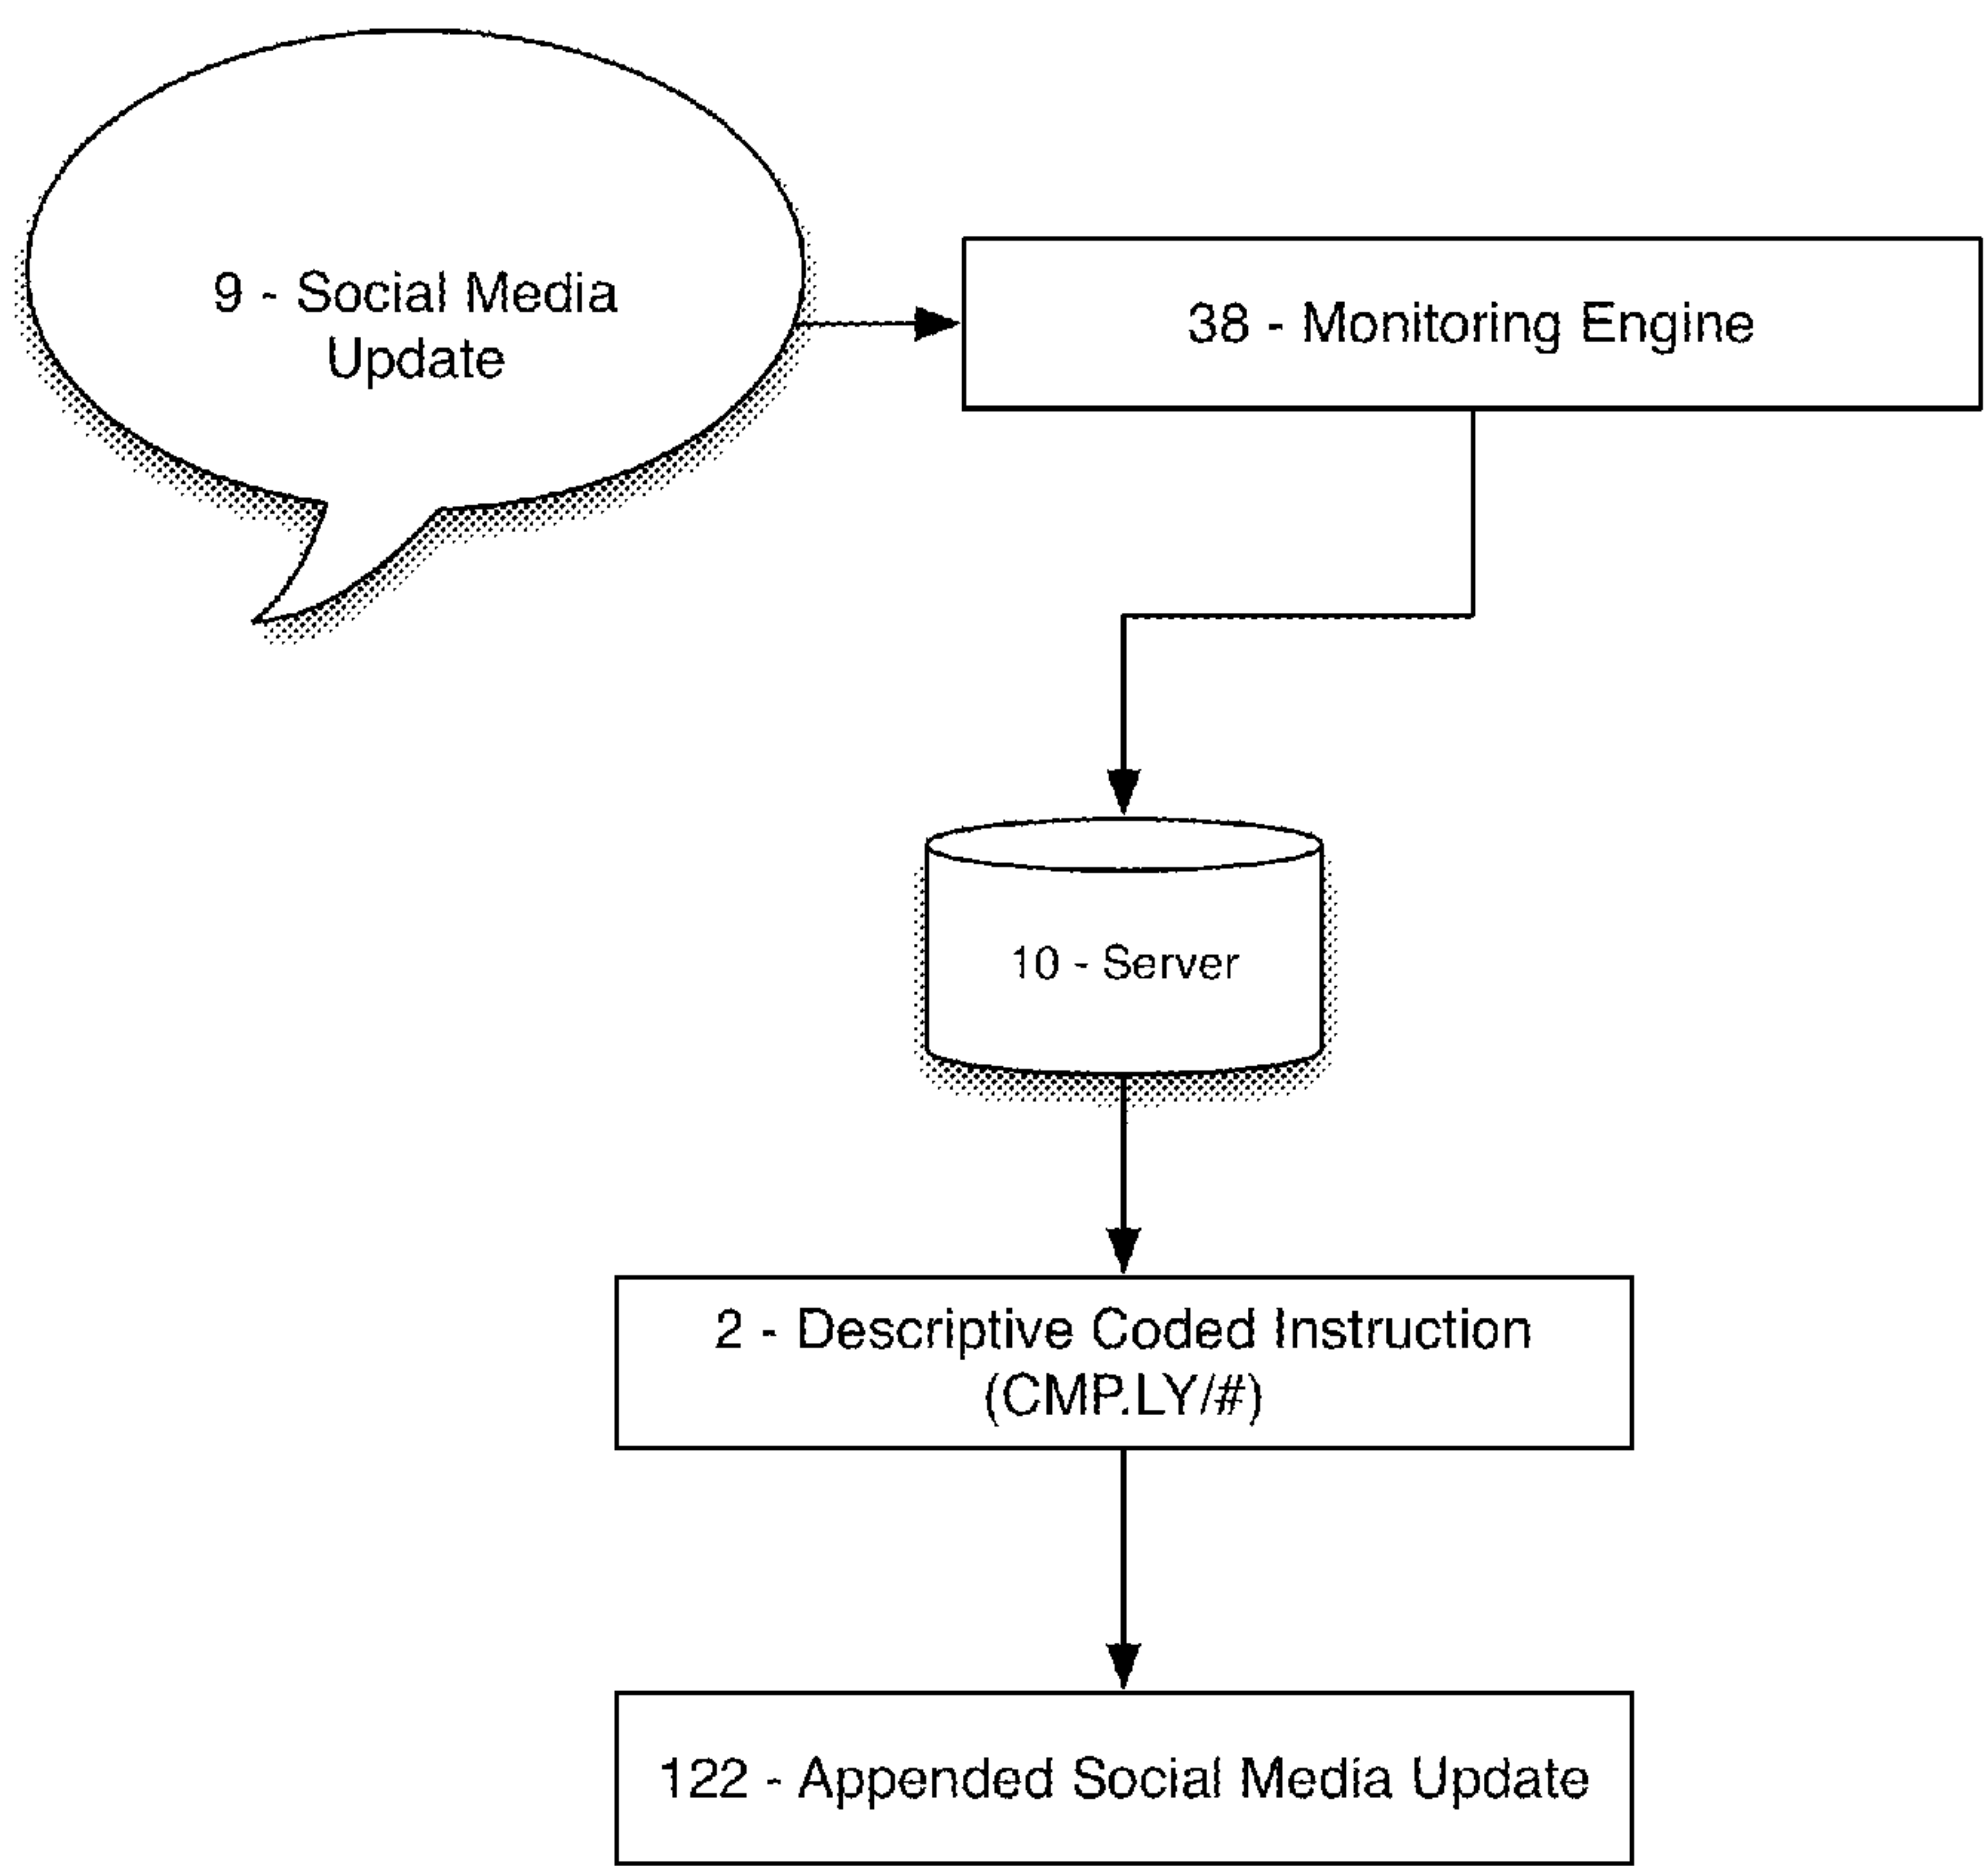 9 - Social Media
Update
38 - Monitoring Engine
10 - Server
2 - Descriptive Coded Instruction
(CMP.LY/#)
122 - Appended Social Media Update